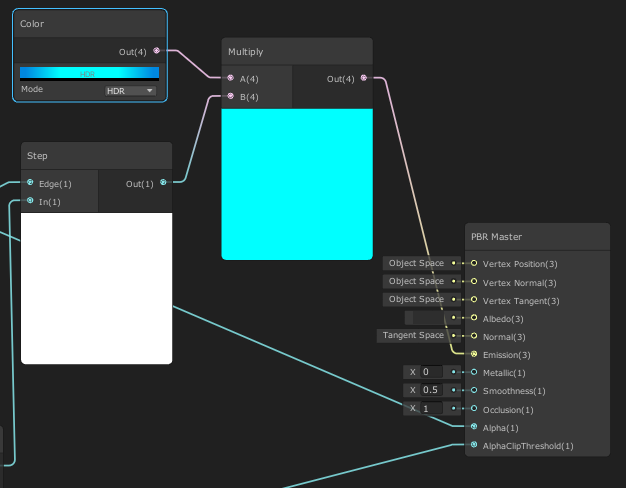 Color
Out(4)
HDR
Mode
HDR
Multiply
A(4)
Out(4)
B(4)
Step
Edge(1)
Out(1)
In(1)
PBR Master
Object Space
Vertex Position(3)
Object Space
Vertex Normal(3)
Object Space
Vertex Tangent(3)
Albedo(3)
Tangent Space
Normal(3)
Emission(3)
X 0
Metallic(1)
X 0.5
Smoothness(1)
X 1
Occlusion(1)
Alpha(1)
AlphaClipThreshold(1)